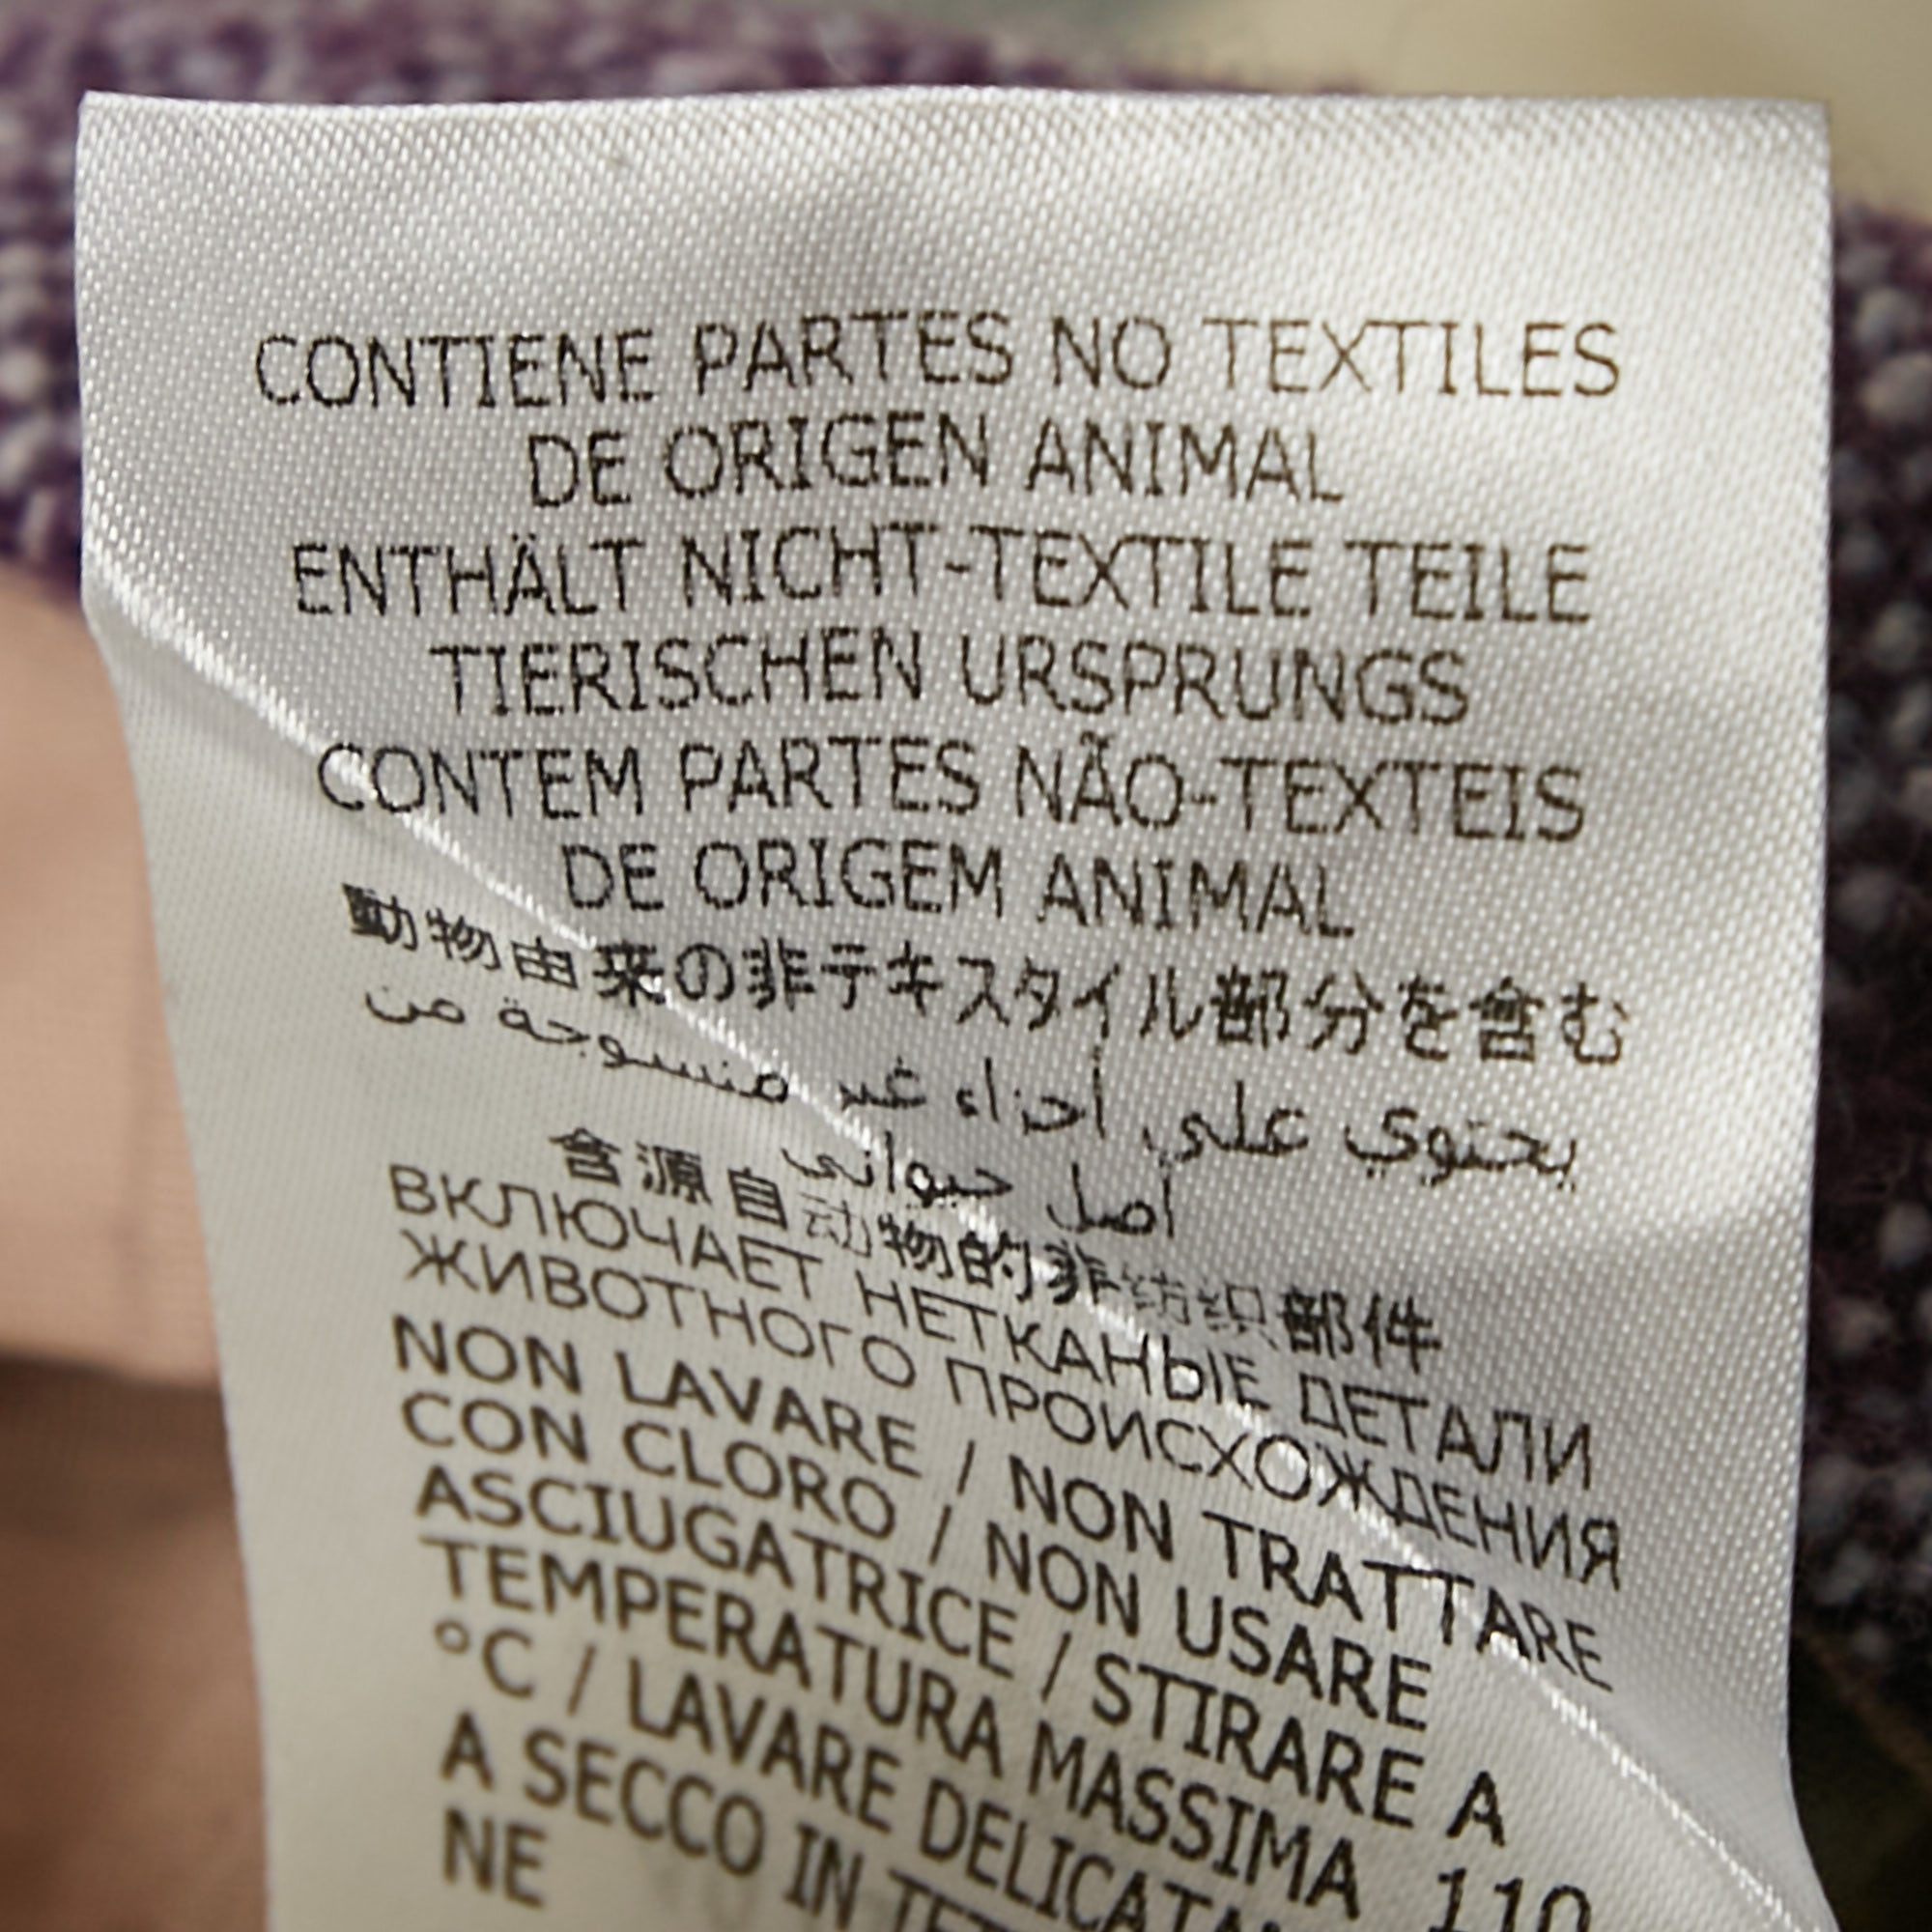 CONTIENE PARTES NO TEXTILES
DE ORIGEN ANIMAL
ENTHÄLT NICHT-TEXTILE TEILE
TIERISCHEN URSPRUNGS
CONTEM PARTES NÃO-TEXTEIS
DE ORIGEM ANIMAL
動物由来の非テキスタイル部分を含む
يحتوي على أجزاء غير منسوجة من
أصل حيواني
含源自动物的非纺织部件
ВКЛЮЧАЕТ НЕТКАНЫЕ ДЕТАЛИ
ЖИВОТНОГО ПРОИСХОЖДЕНИЯ
NON LAVARE / NON TRATTARE
CON CLORO / NON USARE
ASCIUGATRICE / STIRARE A
TEMPERATURA MASSIMA 110
°C / LAVARE
A SECCO IN
NE